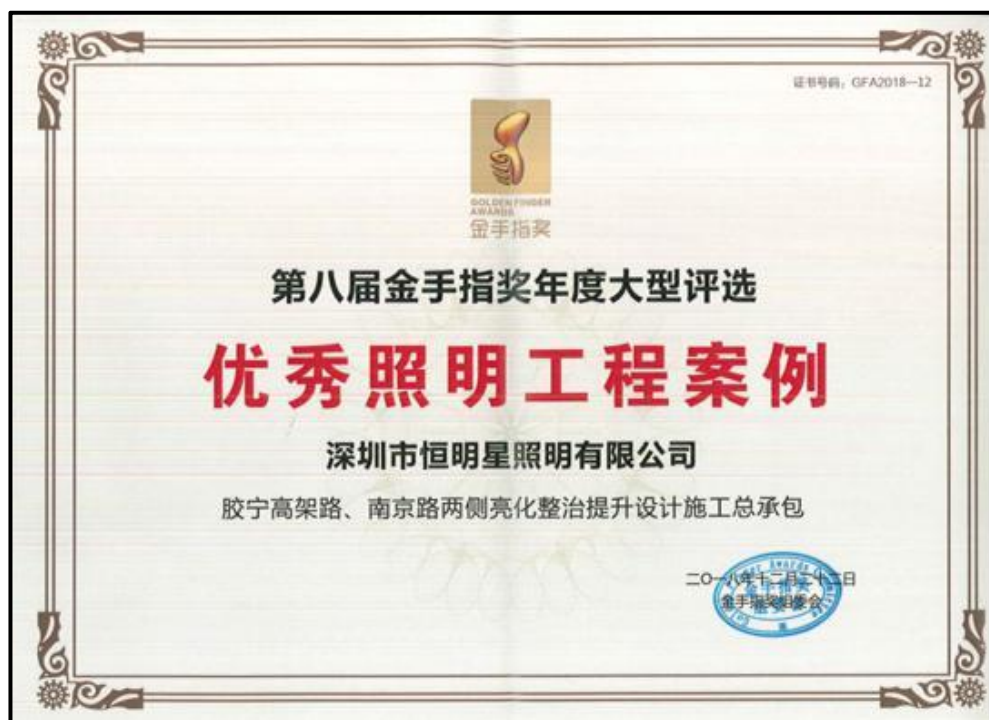 证书号码：GFA2018—12
GOLDEN FINGER
AWARDS
金手指奖
第八届金手指奖年度大型评选
优秀照明工程案例
深圳市恒明星照明有限公司
胶宁高架路、南京路两侧亮化整治提升设计施工总承包
二〇一八年十二月二十二日
金手指奖组委会